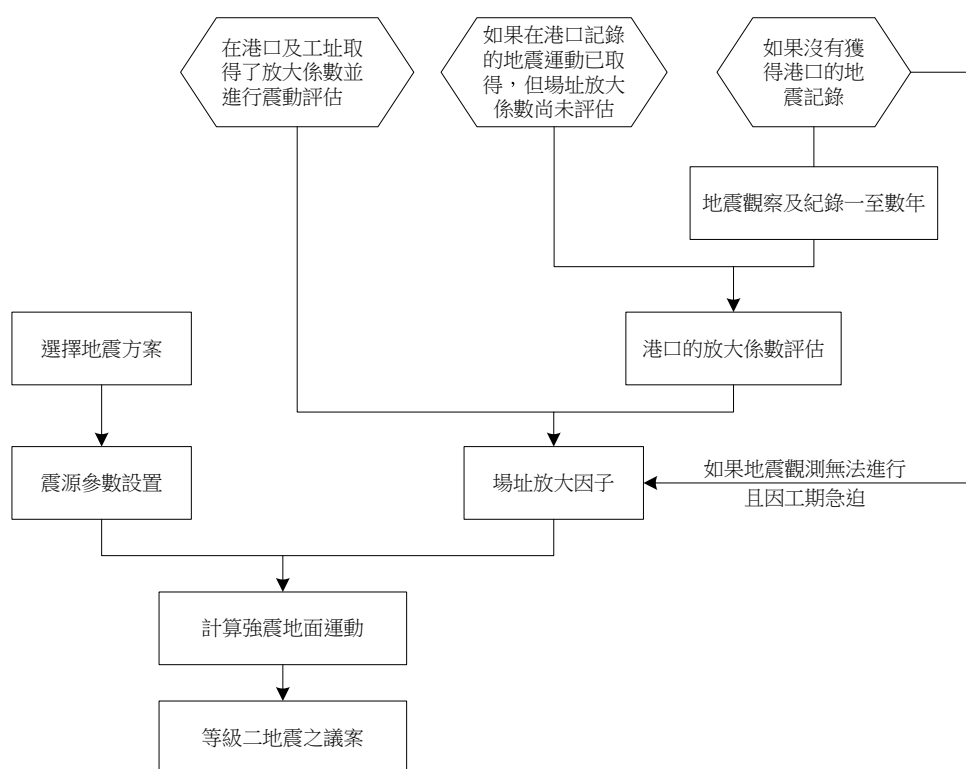 在港口及工址取
得了放大係數並
進行震動評估
如果在港口記錄
的地震運動已取
得，但場址放大
係數尚未評估
如果沒有獲
得港口的地
震記錄
地震觀察及紀錄一至數年
選擇地震方案
港口的放大係數評估
震源參數設置
場址放大因子
如果地震觀測無法進行
且因工期急迫
計算強震地面運動
等級二地震之議案